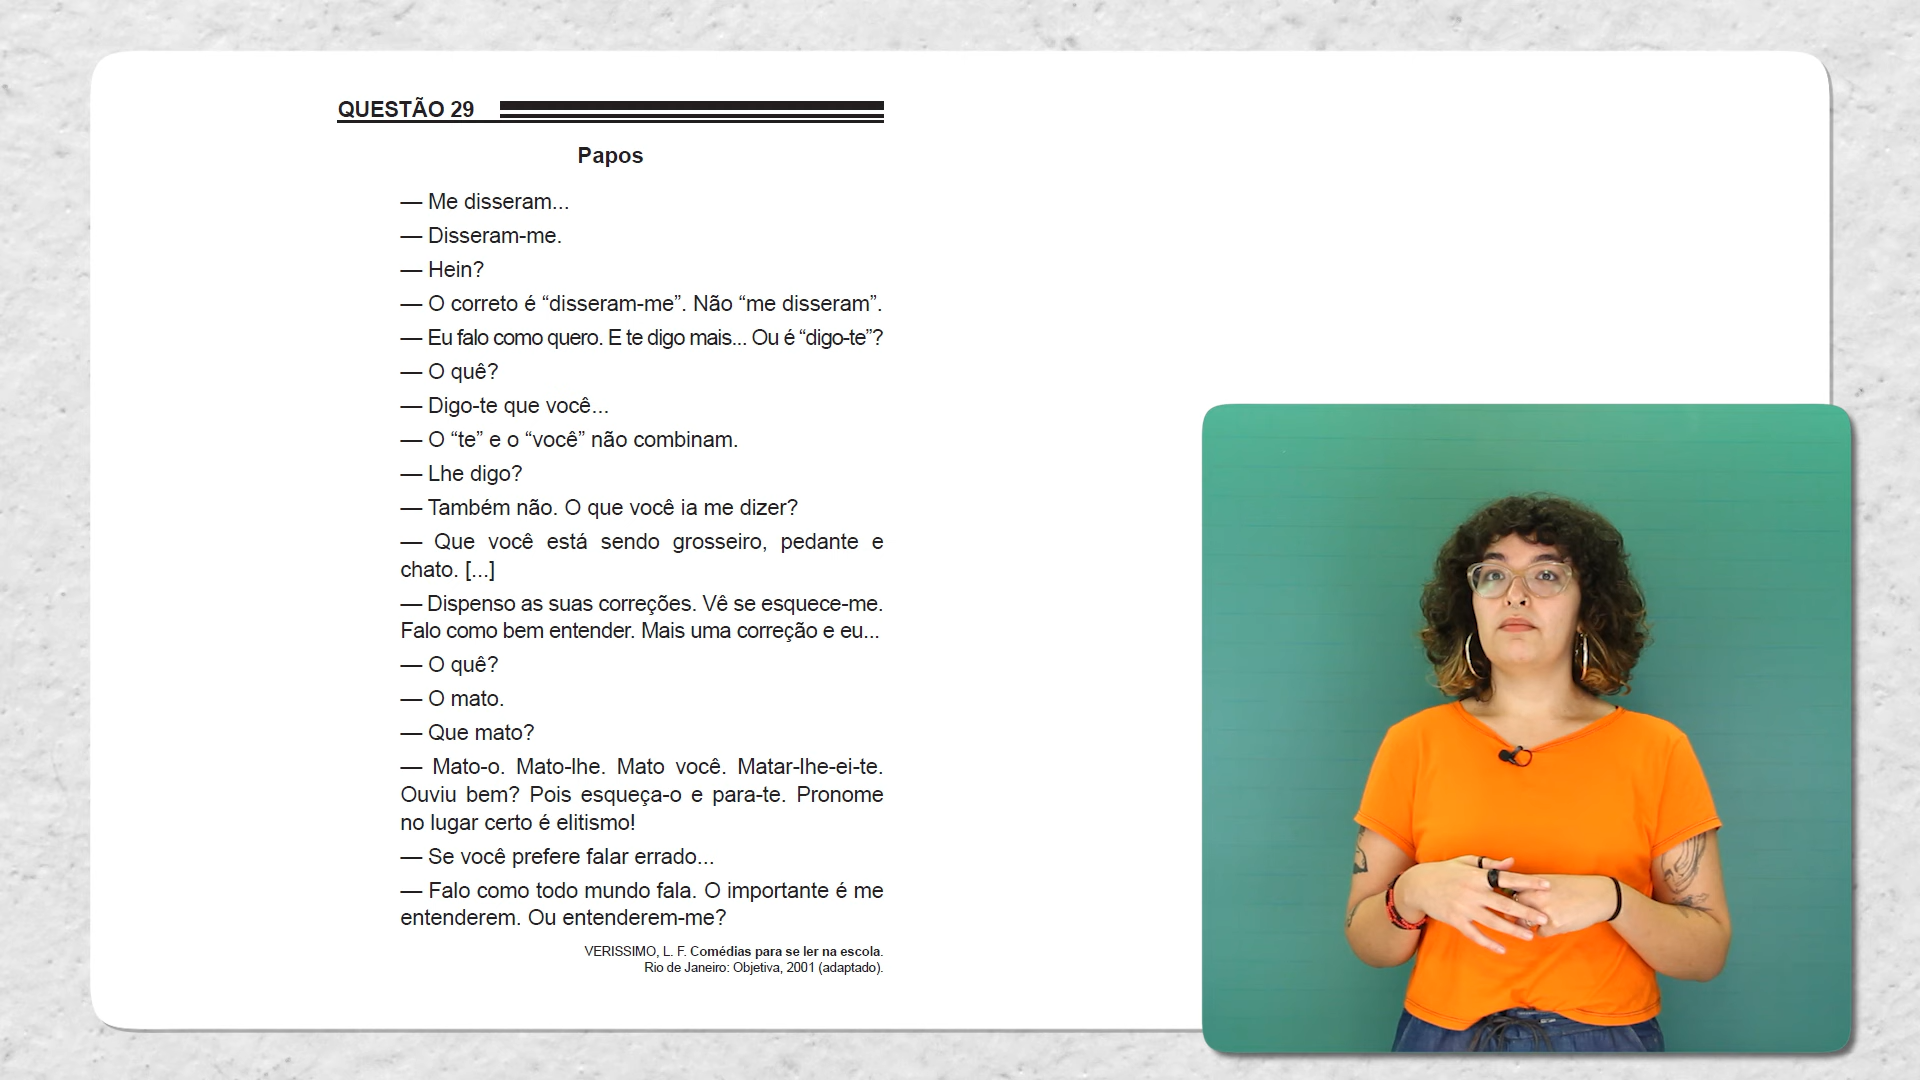 QUESTÃO 29
Papos
— Me disseram...
— Disseram-me.
— Hein?
— O correto é “disseram-me”. Não “me disseram”.
— Eu falo como quero. E te digo mais... Ou é “digo-te”?
— O quê?
— Digo-te que você...
— O “te” e o “você” não combinam.
— Lhe digo?
— Também não. O que você ia me dizer?
— Que você está sendo grosseiro, pedante e
chato. [...]
— Dispenso as suas correções. Vê se esquece-me.
Falo como bem entender. Mais uma correção e eu...
— O quê?
— O mato.
— Que mato?
— Mato-o. Mato-lhe. Mato você. Matar-lhe-ei-te.
Ouviu bem? Pois esqueça-o e para-te. Pronome
no lugar certo é elitismo!
— Se você prefere falar errado...
— Falo como todo mundo fala. O importante é me
entenderem. Ou entenderem-me?
VERISSIMO, L. F. Comédias para se ler na escola.
Rio de Janeiro: Objetiva, 2001 (adaptado).